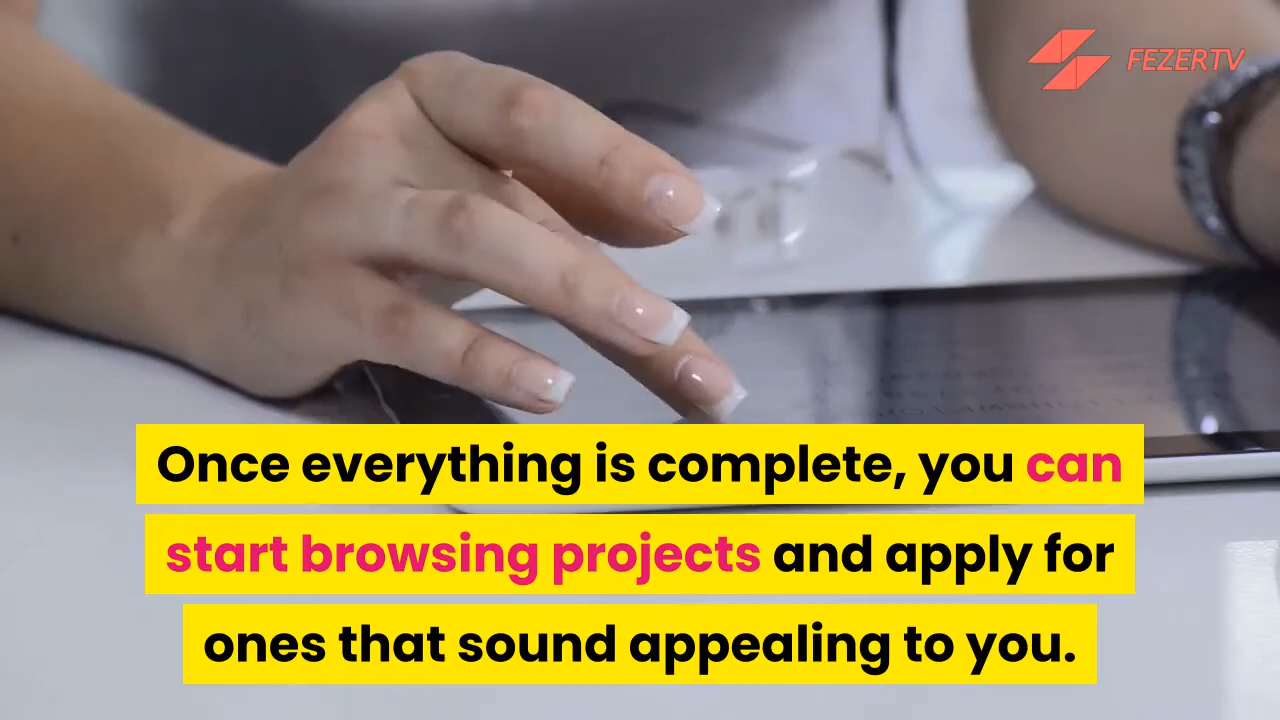 FEZERTV
Once everything is complete, you can
start browsing projects and apply for
ones that sound appealing to you.